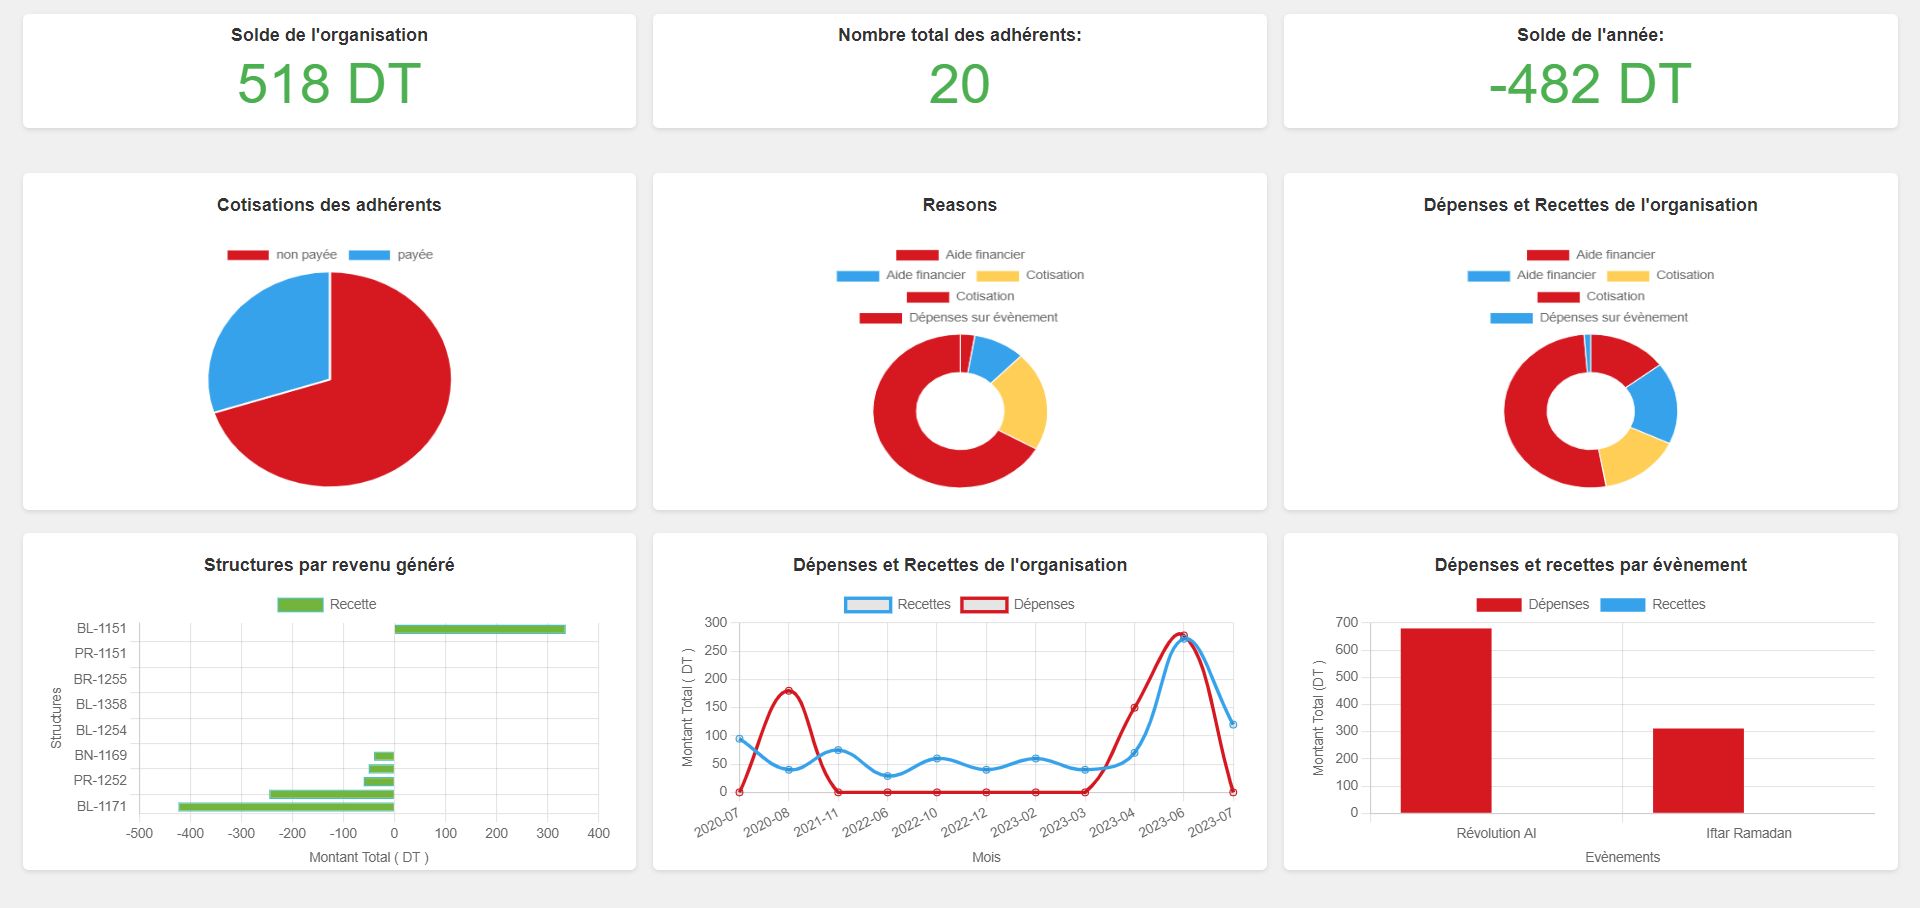 Solde de l'organisation
518 DT
Nombre total des adhérents:
20
Solde de l'année:
-482 DT
Cotisations des adhérents
non payée payée
Reasons
Aide financier
Aide financier Cotisation
Cotisation
Dépenses sur évènement
Dépenses et Recettes de l'organisation
Aide financier
Aide financier Cotisation
Cotisation
Dépenses sur évènement
Structures par revenu généré
Recette
Structures
BL-1151
PR-1151
BR-1255
BL-1358
BL-1254
BN-1169
PR-1252
BL-1171
-500 -400 -300 -200 -100 0 100 200 300 400
Montant Total ( DT )
Dépenses et Recettes de l'organisation
Recettes Dépenses
Montant Total ( DT )
300
250
200
150
100
50
0
2020-07 2020-08 2021-11 2022-06 2022-10 2022-12 2023-02 2023-03 2023-04 2023-06 2023-07
Mois
Dépenses et recettes par évènement
Dépenses Recettes
Montant Total (DT )
700
600
500
400
300
200
100
0
Révolution AI Iftar Ramadan
Evènements